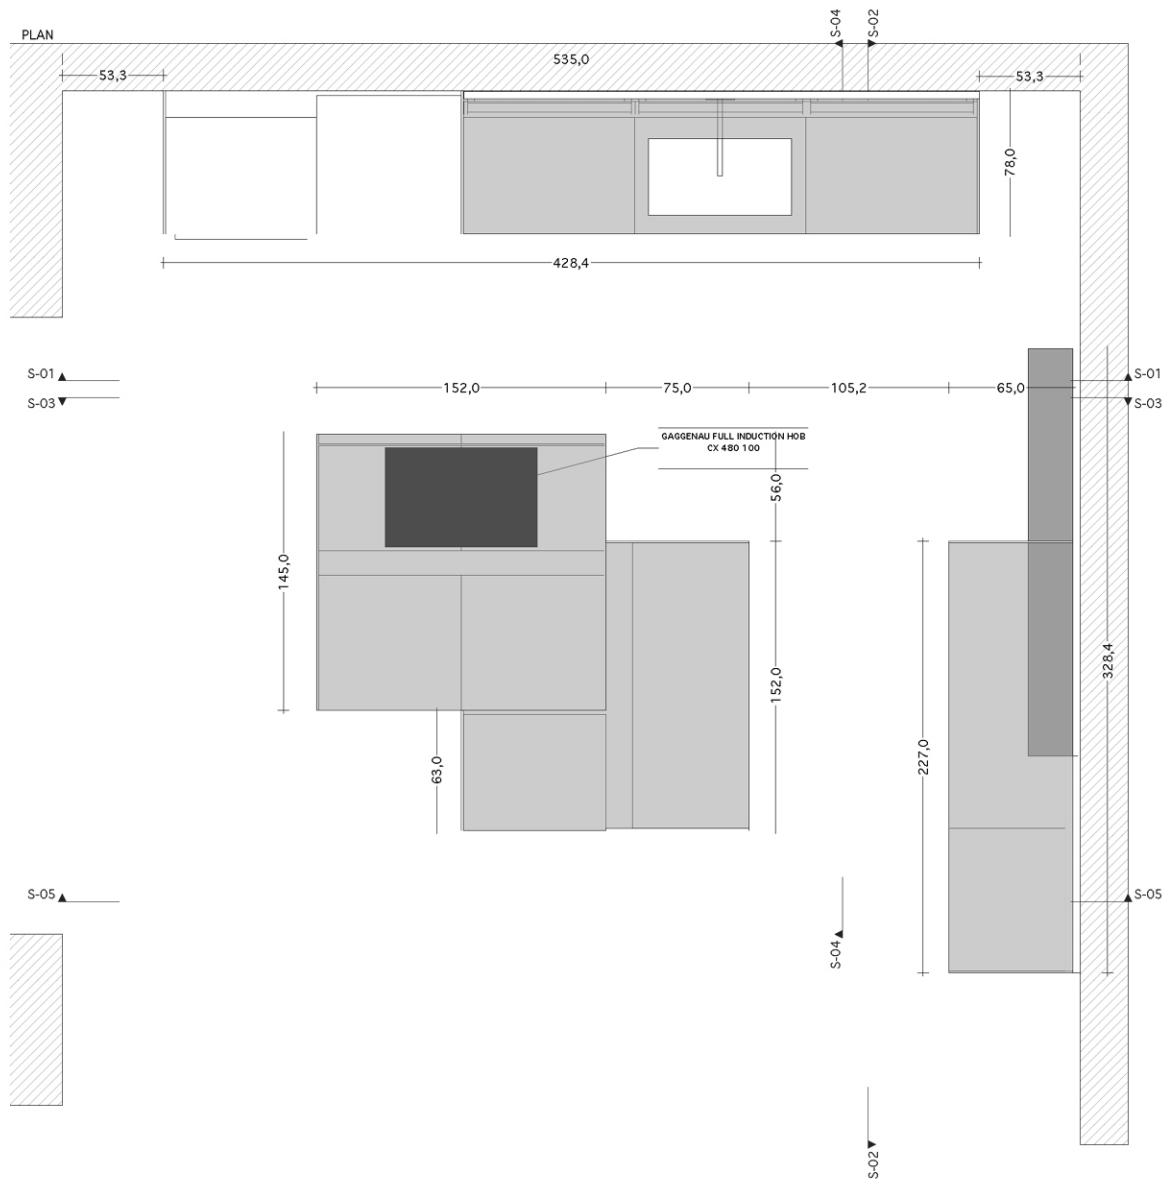 PLAN
S-04
S-02
535,0
53,3
53,3
78,0
428,4
S-01
S-03
152,0
75,0
105,2
65,0
S-01
S-03
GAGGENAU FULL INDUCTION HOB
CX 480 100
56,0
145,0
152,0
328,4
63,0
227,0
S-05
S-05
S-04
S-02